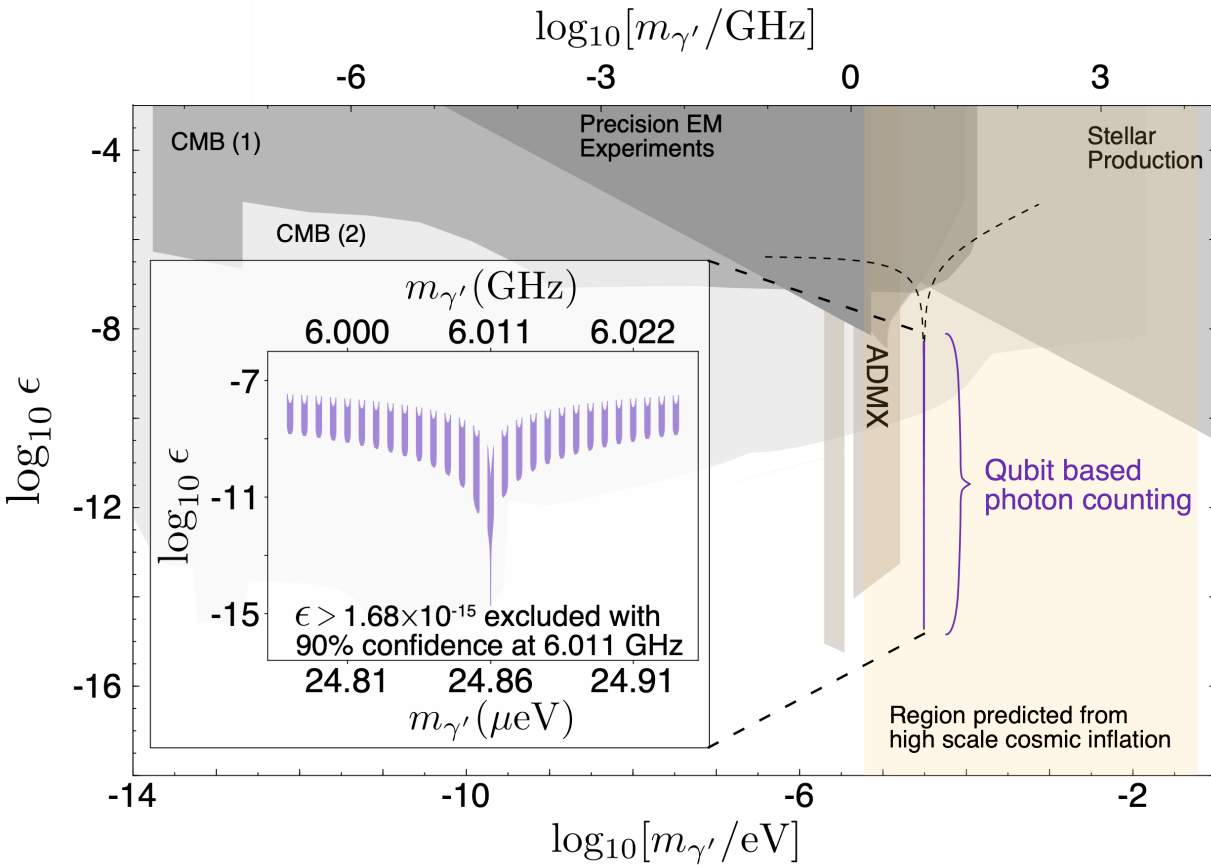 log₁₀[m_γ′/GHz]
-6 -3 0 3
CMB (1)
Precision EM
Experiments
Stellar
Production
-4
CMB (2)
m_γ′(GHz)
6.000 6.011 6.022
-8
-7
ADMX
log₁₀ ϵ
log₁₀ ϵ
-11
Qubit based
photon counting
-12
-15
ϵ > 1.68×10⁻¹⁵ excluded with
90% confidence at 6.011 GHz
24.81 24.86 24.91
-16
m_γ′(μeV)
Region predicted from
high scale cosmic inflation
-14 -10 -6 -2
log₁₀[m_γ′/eV]